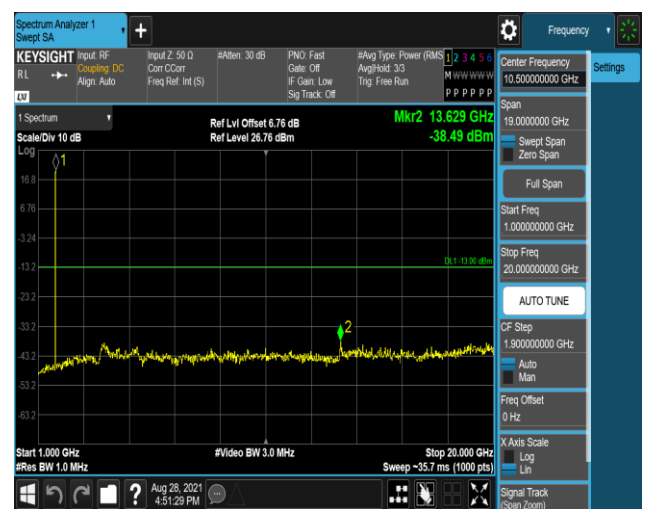 Spectrum Analyzer 1
Swept SA
+
Frequency
KEYSIGHT
RL
LXI
Input: RF
Coupling: DC
Align: Auto
Input Z: 50 Ω
Corr CCorr
Freq Ref: Int (S)
#Atten: 30 dB
PNO: Fast
Gate: Off
IF Gain: Low
Sig Track: Off
#Avg Type: Power (RMS
Avg|Hold: 3/3
Trig: Free Run
1 2 3 4 5 6
M W W W W W
P P P P P P
1 Spectrum
Scale/Div 10 dB
Ref Lvl Offset 6.76 dB
Ref Level 26.76 dBm
Mkr2 13.629 GHz
-38.49 dBm
Log
1
16.8
6.76
-3.24
-13.2
DL1 -13.00 dBm
-23.2
-33.2
2
-43.2
-53.2
-63.2
Start 1.000 GHz
#Res BW 1.0 MHz
#Video BW 3.0 MHz
Stop 20.000 GHz
Sweep ~35.7 ms (1000 pts)
Aug 28, 2021
4:51:29 PM
?
Center Frequency
10.500000000 GHz
Settings
Span
19.0000000 GHz
Swept Span
Zero Span
Full Span
Start Freq
1.000000000 GHz
Stop Freq
20.000000000 GHz
AUTO TUNE
CF Step
1.900000000 GHz
Auto
Man
Freq Offset
0 Hz
X Axis Scale
Log
Lin
Signal Track
(Span Zoom)